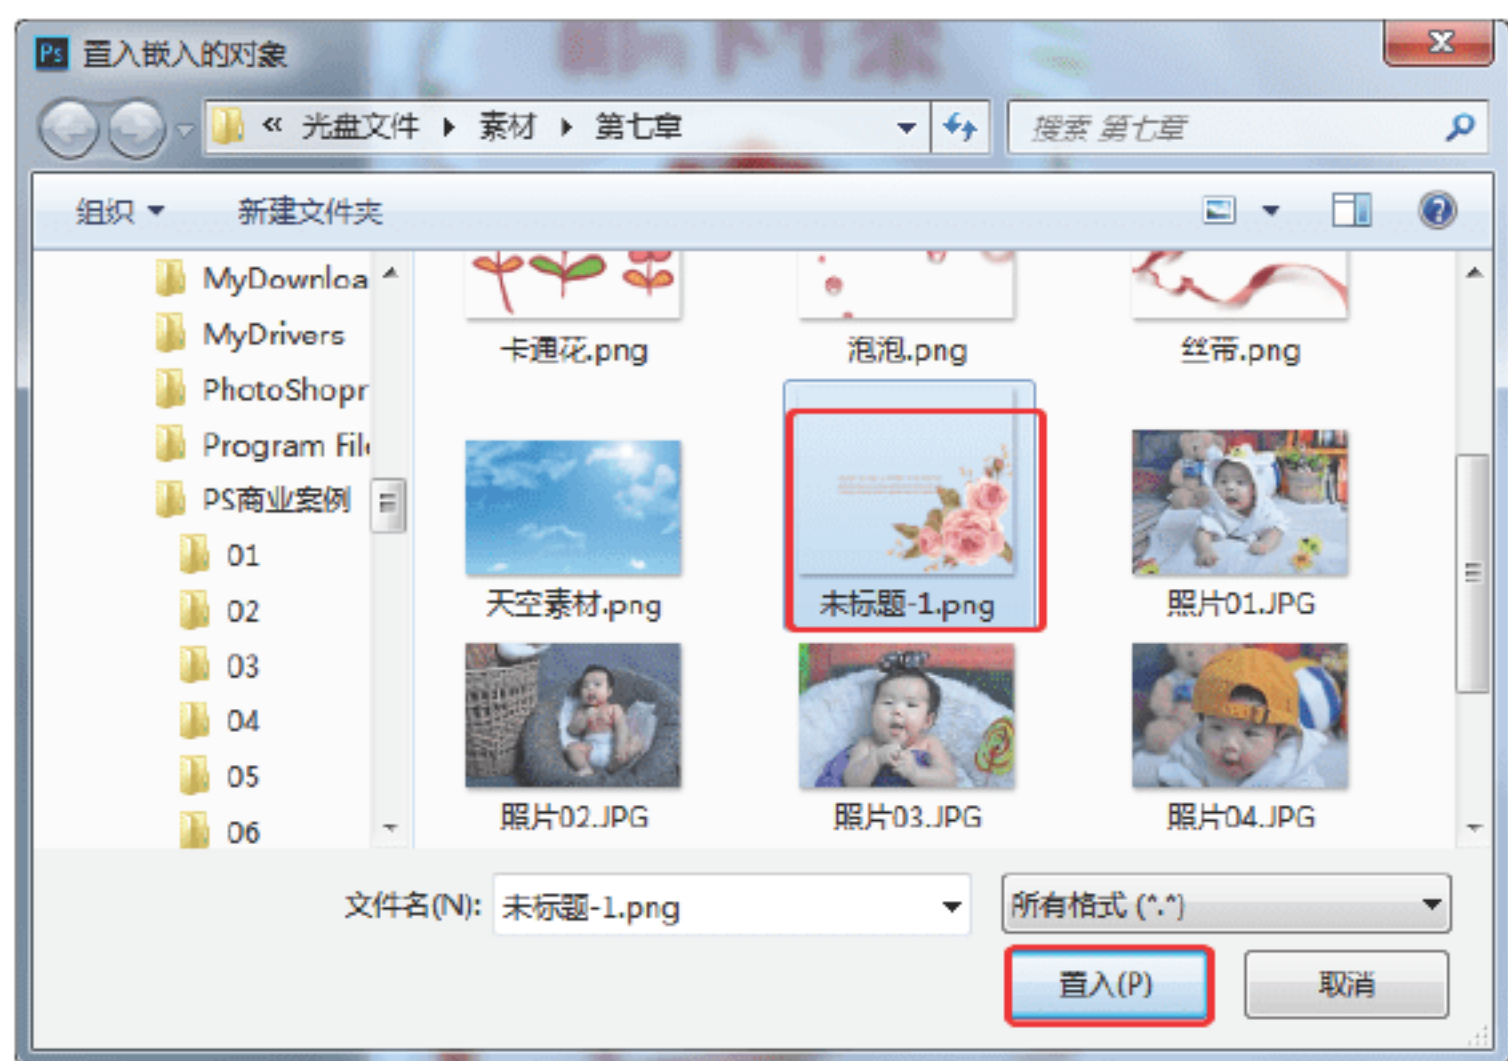 Ps 置入嵌入的对象
« 光盘文件 ▸ 素材 ▸ 第七章
搜索 第七章
组织
新建文件夹
MyDownloa
MyDrivers
PhotoShopr
Program File
PS商业案例
01
02
03
04
05
06
卡通花.png
泡泡.png
丝带.png
天空素材.png
未标题-1.png
照片01.JPG
照片02.JPG
照片03.JPG
照片04.JPG
文件名(N): 未标题-1.png
所有格式 (*.*)
置入(P)
取消